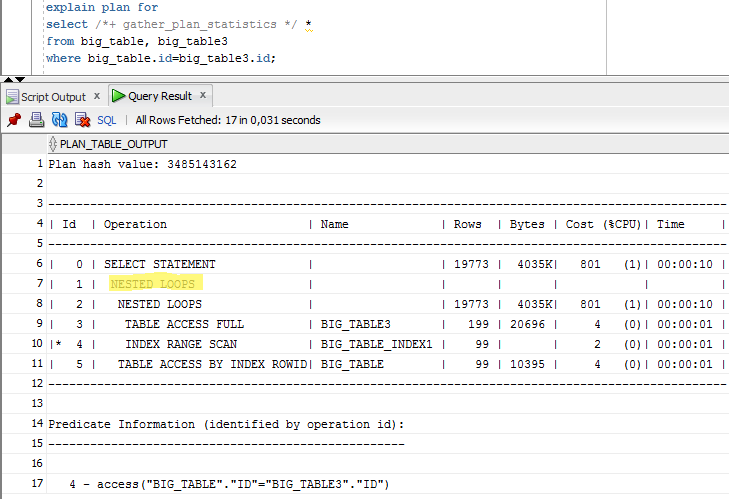 explain plan for
select /*+ gather_plan_statistics */ *
from big_table, big_table3
where big_table.id=big_table3.id;
Script Output x Query Result x
SQL | All Rows Fetched: 17 in 0,031 seconds
PLAN_TABLE_OUTPUT
1 Plan hash value: 3485143162
2
3 --------------------------------------------------------------------------------------------------
4 | Id | Operation | Name | Rows | Bytes | Cost (%CPU)| Time |
5 --------------------------------------------------------------------------------------------------
6 | 0 | SELECT STATEMENT | | 19773 | 4035K| 801 (1)| 00:00:10 |
7 | 1 | NESTED LOOPS | | | | | |
8 | 2 | NESTED LOOPS | | 19773 | 4035K| 801 (1)| 00:00:10 |
9 | 3 | TABLE ACCESS FULL | BIG_TABLE3 | 199 | 20696 | 4 (0)| 00:00:01 |
10 |* 4 | INDEX RANGE SCAN | BIG_TABLE_INDEX1 | 99 | | 2 (0)| 00:00:01 |
11 | 5 | TABLE ACCESS BY INDEX ROWID| BIG_TABLE | 99 | 10395 | 4 (0)| 00:00:01 |
12 --------------------------------------------------------------------------------------------------
13
14 Predicate Information (identified by operation id):
15 ---------------------------------------------------
16
17 4 - access("BIG_TABLE"."ID"="BIG_TABLE3"."ID")